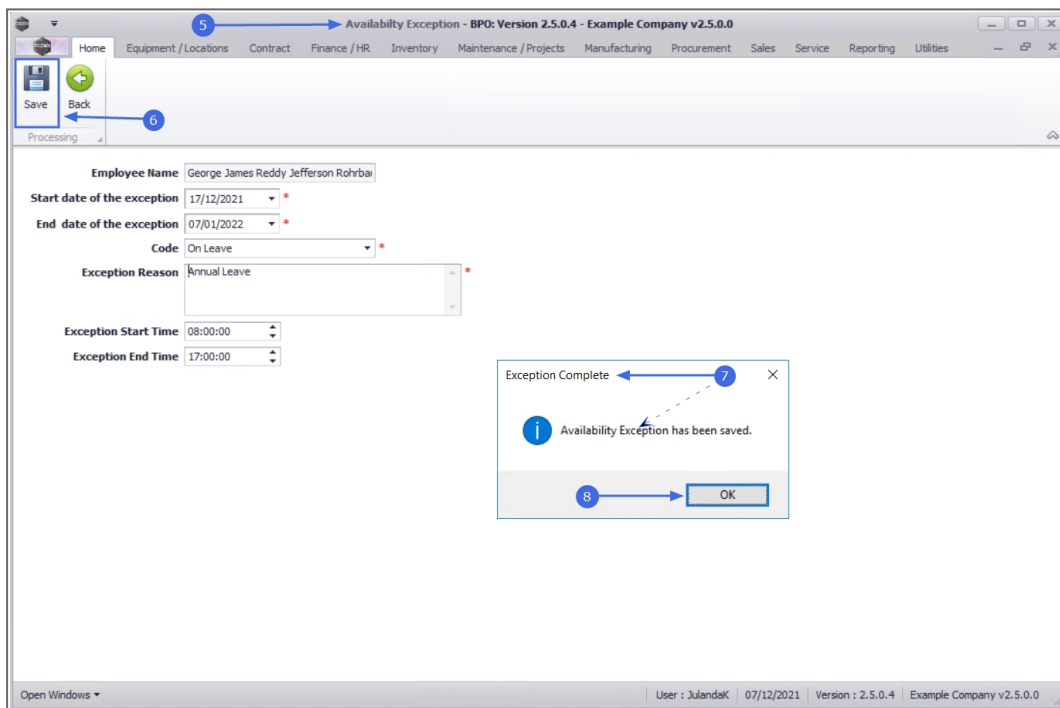 5
Availabilty Exception - BPO: Version 2.5.0.4 - Example Company v2.5.0.0
Home Equipment / Locations Contract Finance / HR Inventory Maintenance / Projects Manufacturing Procurement Sales Service Reporting Utilities
Save Back
6
Processing
Employee Name George James Reddy Jefferson Rohrba
Start date of the exception 17/12/2021 *
End date of the exception 07/01/2022 *
Code On Leave *
Exception Reason Annual Leave *
Exception Start Time 08:00:00
Exception End Time 17:00:00
Exception Complete 7
Availability Exception has been saved.
8 OK
Open Windows User : JulandaK 07/12/2021 Version : 2.5.0.4 Example Company v2.5.0.0